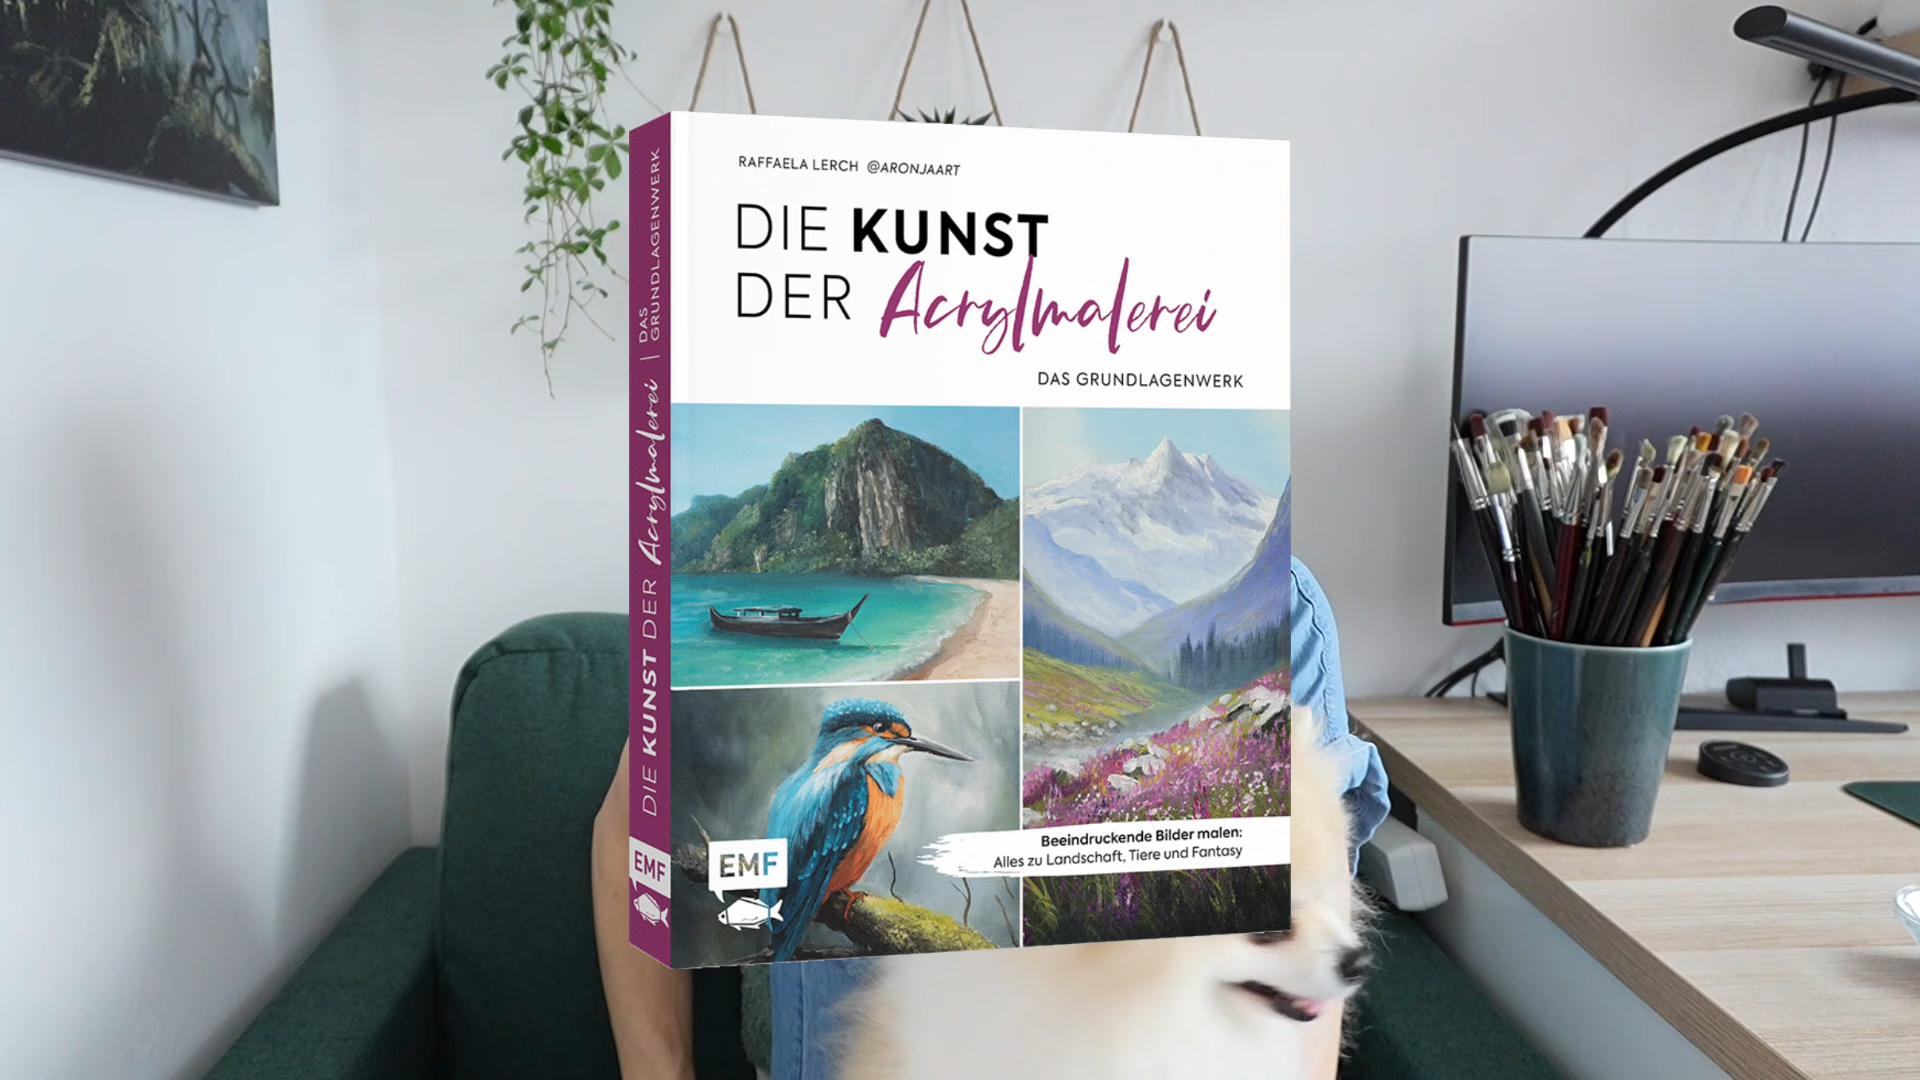 RAFFAELA LERCH @ARONJAART
DIE KUNST
DER Acrylmalerei
DAS GRUNDLAGENWERK
Beeindruckende Bilder malen:
Alles zu Landschaft, Tiere und Fantasy
EMF
DIE KUNST DER Acrylmalerei | DAS GRUNDLAGENWERK
EMF